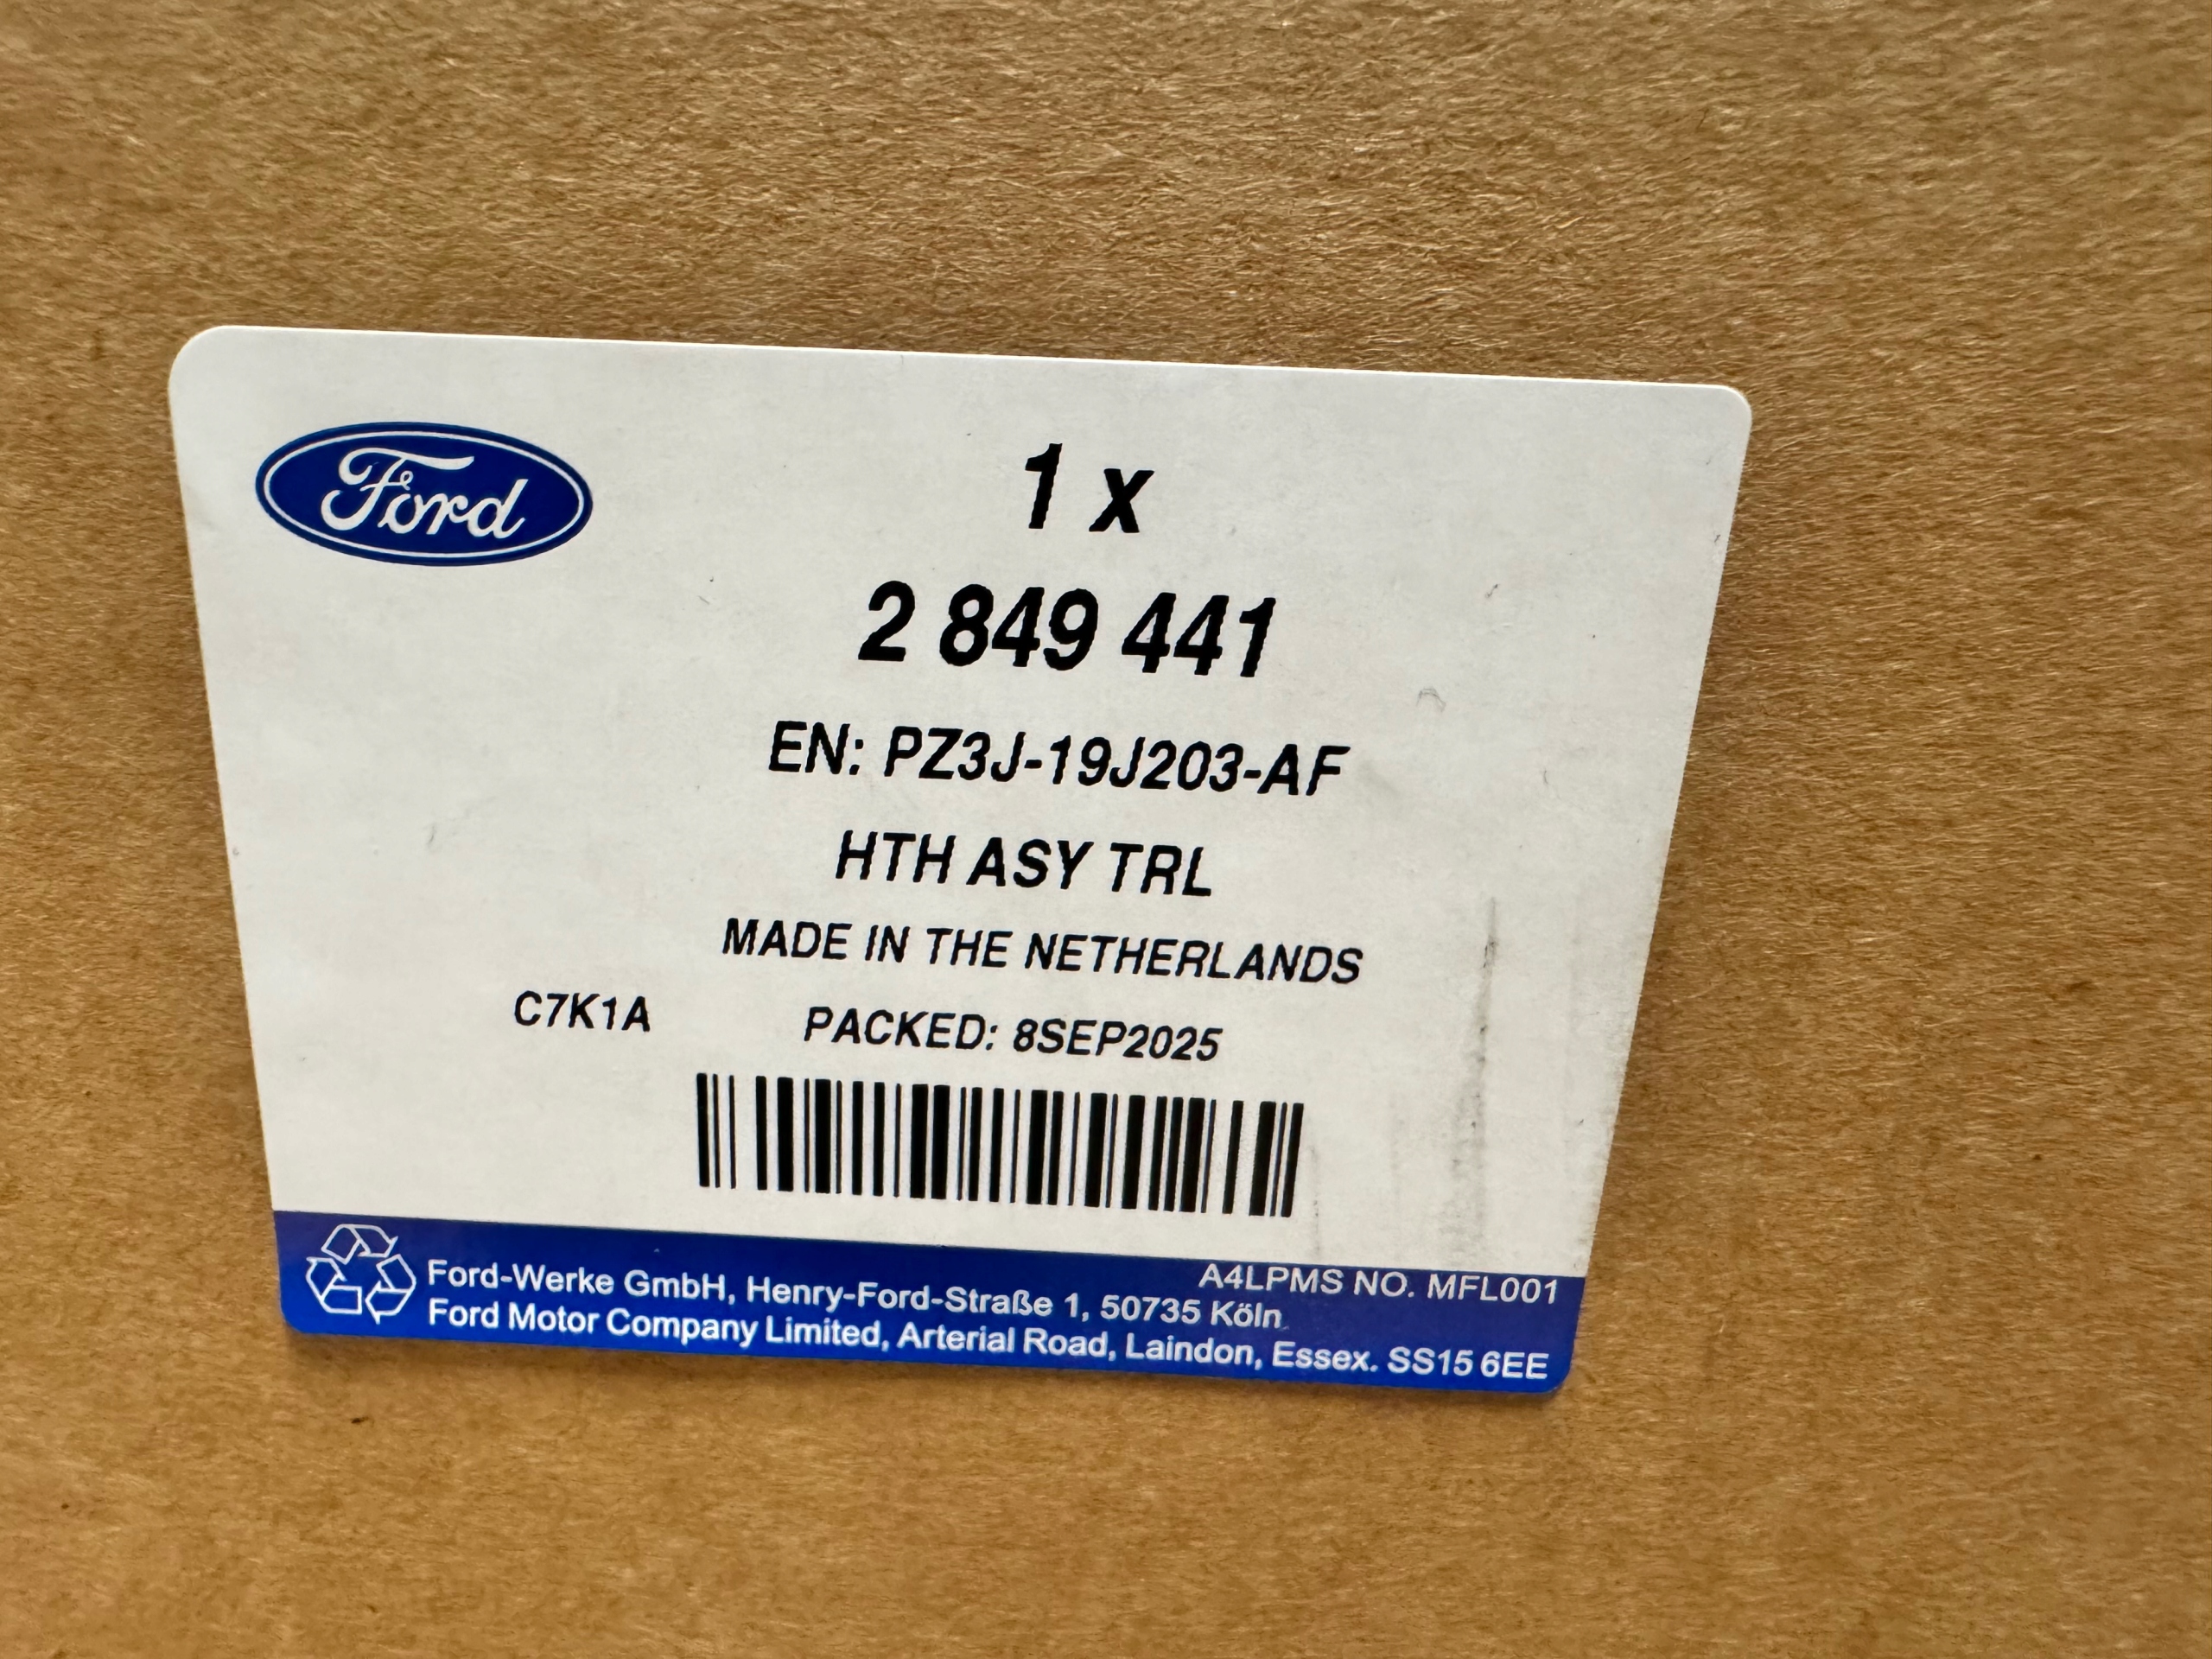 Ford
1 x
2 849 441
EN: PZ3J-19J203-AF
HTH ASY TRL
MADE IN THE NETHERLANDS
C7K1A PACKED: 8SEP2025
A4LPMS NO. MFL001
Ford-Werke GmbH, Henry-Ford-Straße 1, 50735 Köln
Ford Motor Company Limited, Arterial Road, Laindon, Essex. SS15 6EE